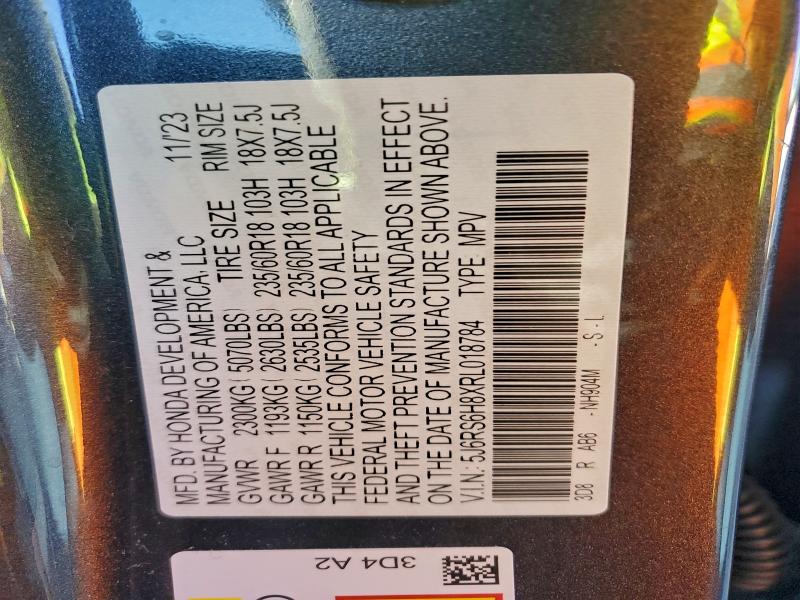 MFD. BY HONDA DEVELOPMENT & 11/'23
MANUFACTURING OF AMERICA, LLC
TIRE SIZE RIM SIZE
GVWR 2300KG ( 5070LBS)
GAWR F 1193KG ( 2630LBS) 235/60R18 103H 18X7.5J
GAWR R 1150KG ( 2535LBS) 235/60R18 103H 18X7.5J
THIS VEHICLE CONFORMS TO ALL APPLICABLE
FEDERAL MOTOR VEHICLE SAFETY
AND THEFT PREVENTION STANDARDS IN EFFECT
ON THE DATE OF MANUFACTURE SHOWN ABOVE.
V.I.N.: 5J6RS6H8XRL018784 TYPE MPV
3D8 R AB6 -NH904M - S - L
3D4 A2